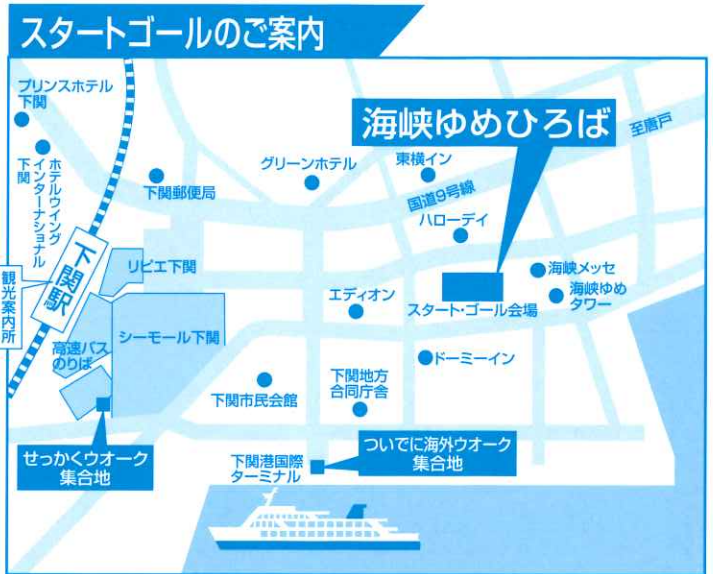 スタートゴールのご案内
プリンスホテル
下関
ホテルウイング
インターナショナル
下関
下関郵便局
グリーンホテル
東横イン
海峡ゆめひろば
至唐戸
国道9号線
ハローデイ
下関駅
観光案内所
リピエ下関
シーモール下関
高速バス
のりば
エディオン
スタート・ゴール会場
海峡メッセ
海峡ゆめ
タワー
ドーミーイン
下関市民会館
下関地方
合同庁舎
せっかくウオーク
集合地
下関港国際
ターミナル
ついでに海外ウオーク
集合地